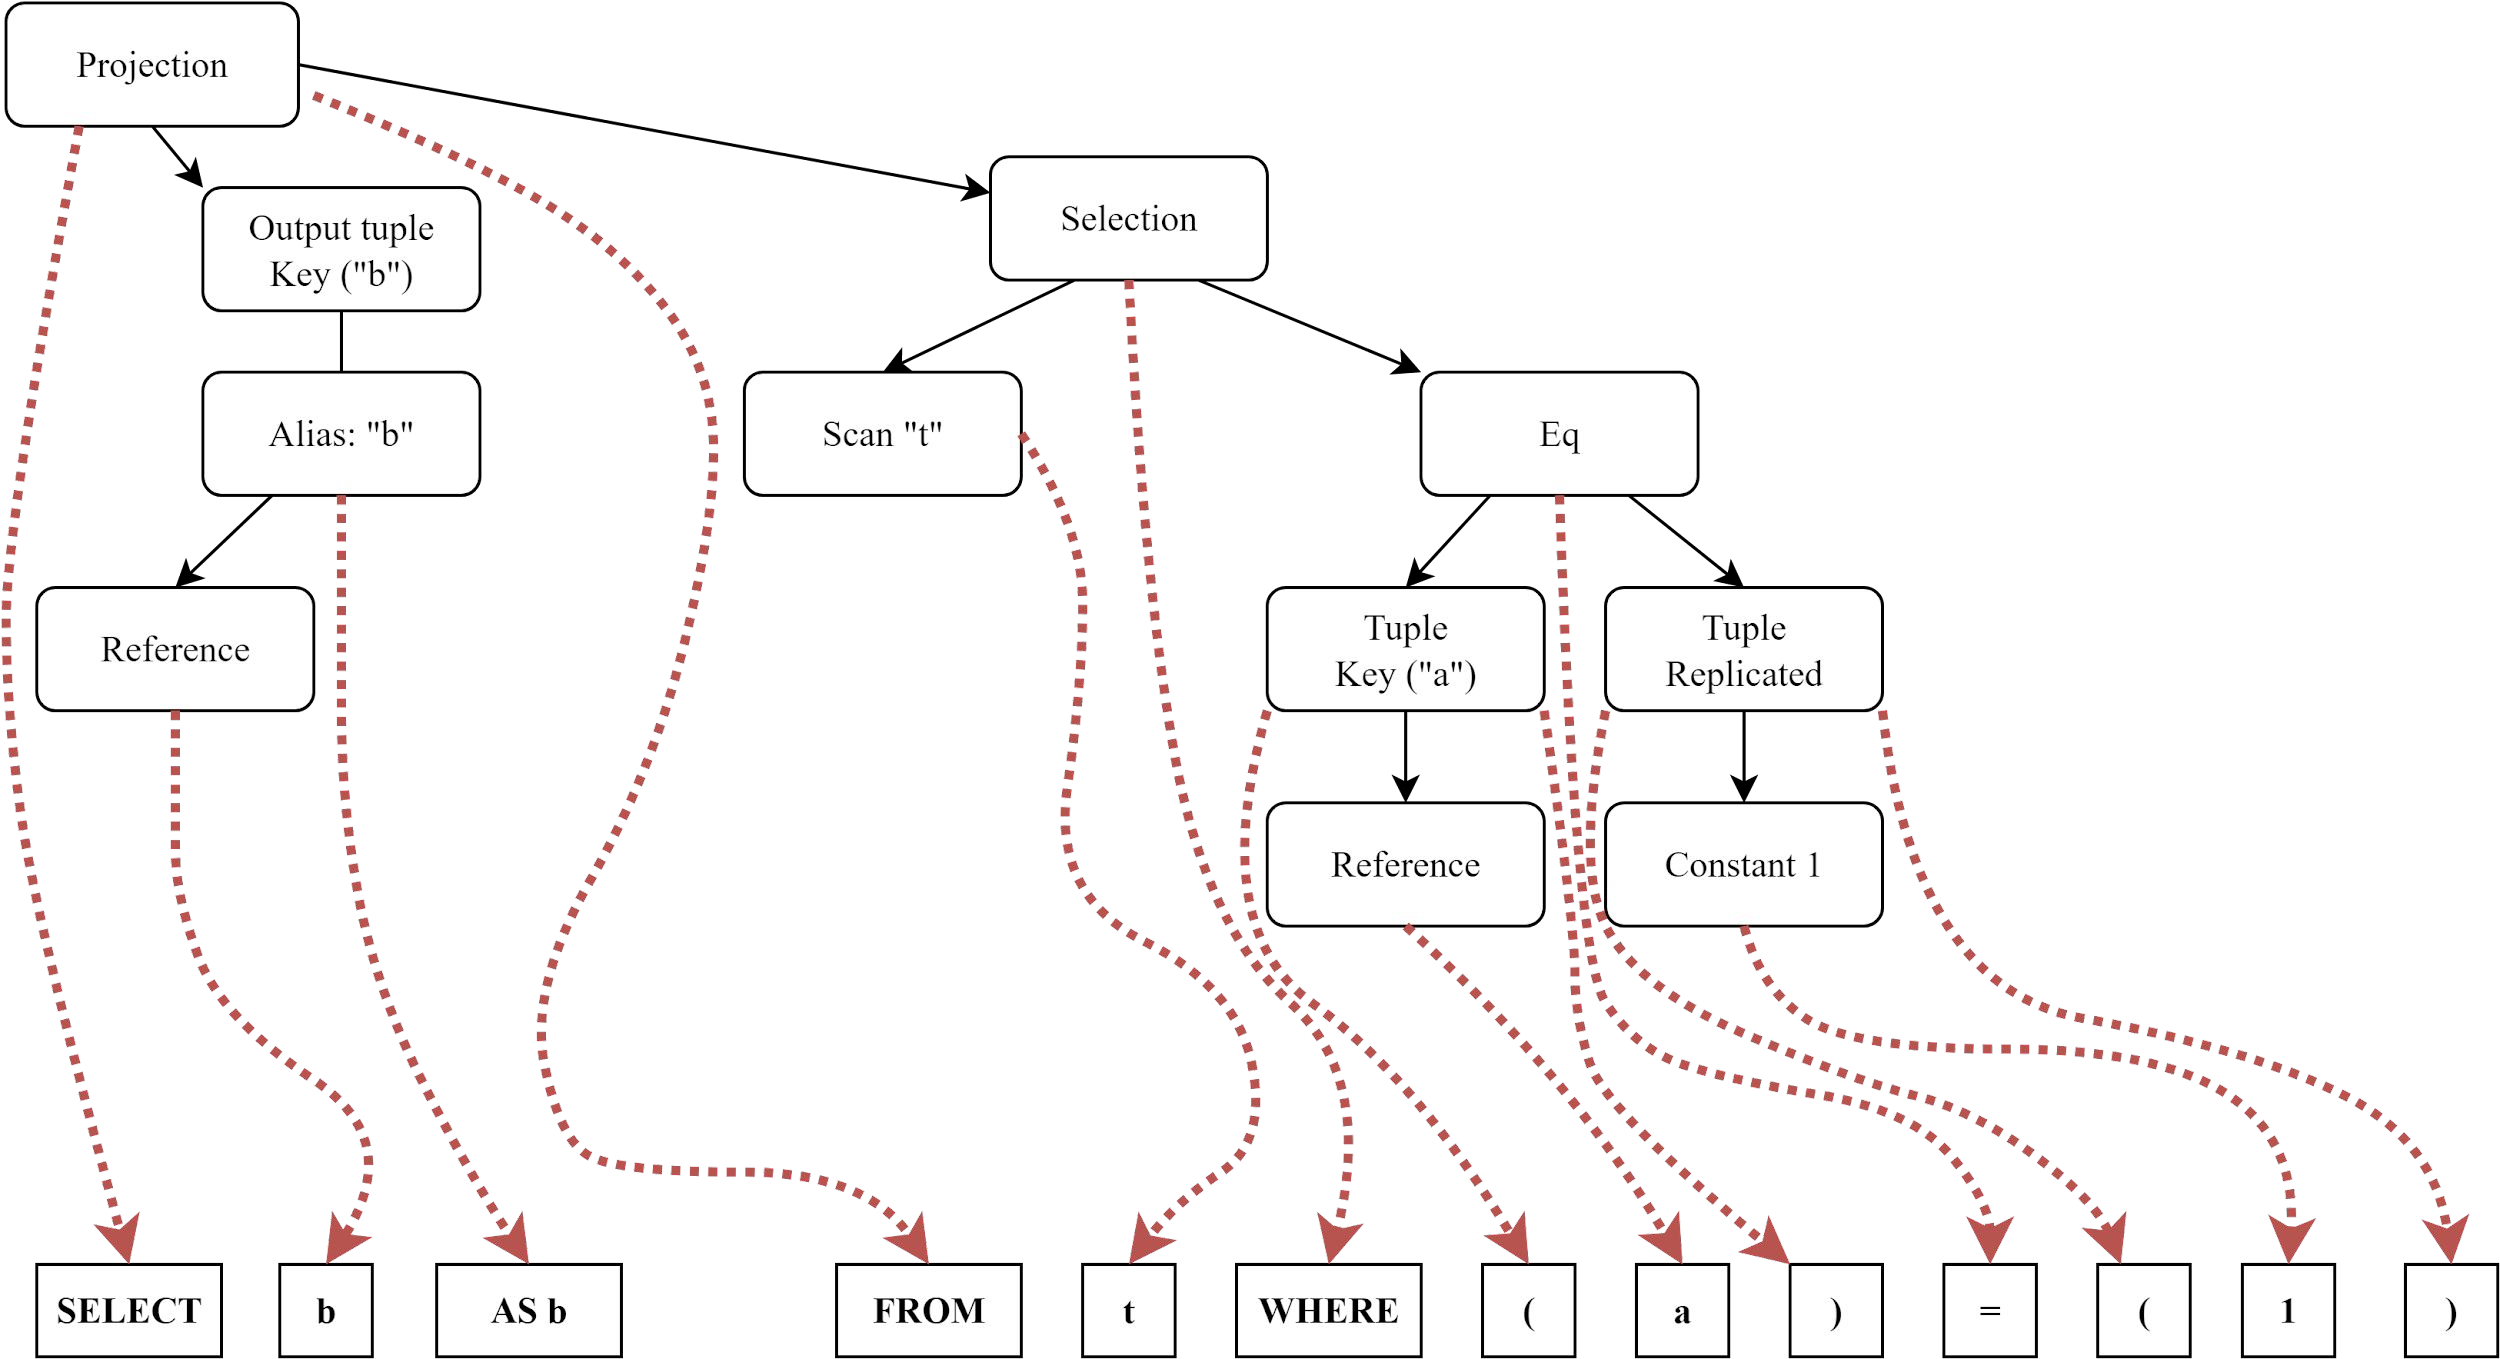 Projection
Selection
Output tuple
Key ("b")
Alias: "b"
Scan "t"
Eq
Reference
Tuple
Key ("a")
Tuple
Replicated
Reference
Constant 1
SELECT b AS b FROM t WHERE ( a ) = ( 1 )